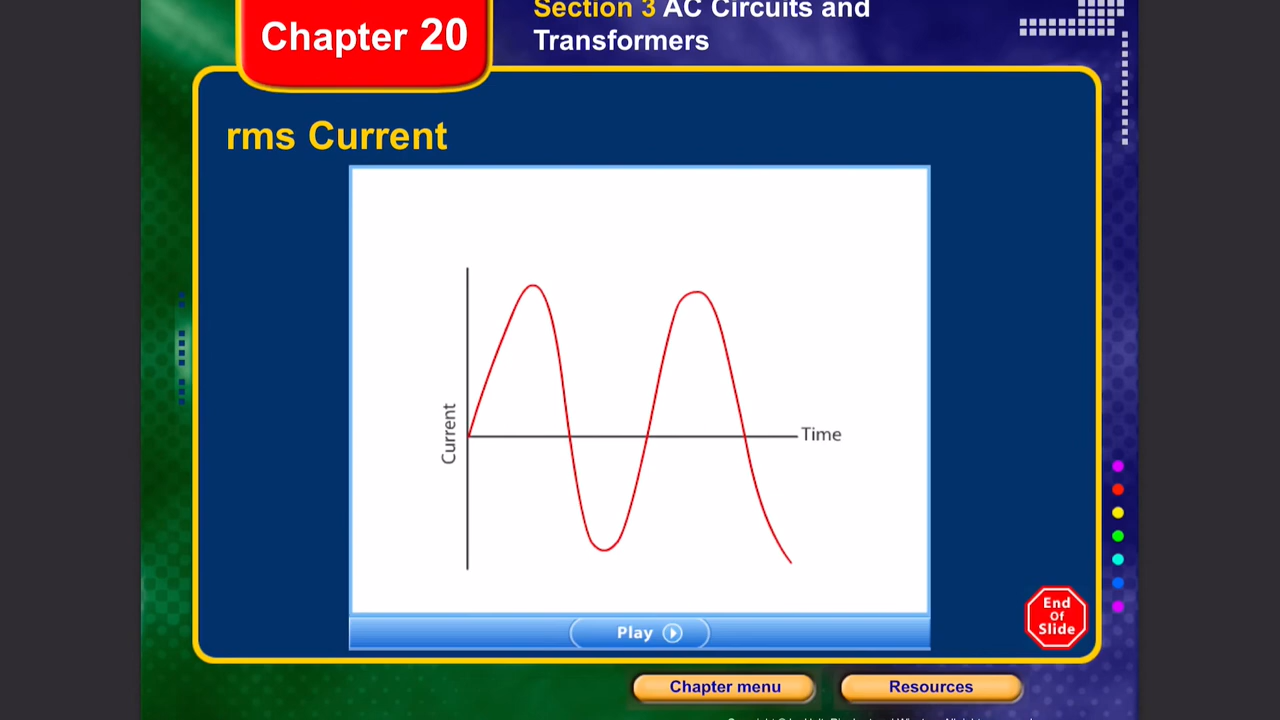 Section 3 AC Circuits and
Transformers
Chapter 20
rms Current
Current
Time
Play
End
Of
Slide
Chapter menu
Resources